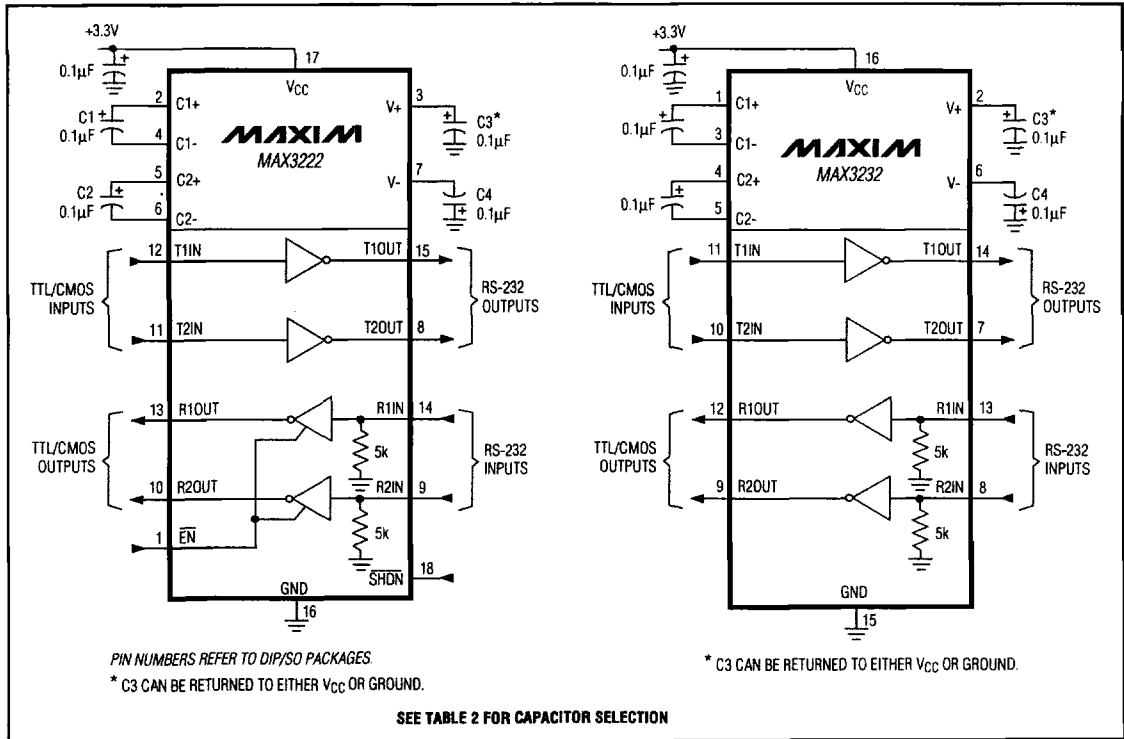 +3.3V
0.1µF
17
VCC
2
C1+
C1
0.1µF
4
C1-
5
C2+
C2
0.1µF
6
C2-
MAXIM
MAX3222
3
V+
C3*
0.1µF
7
V-
C4
0.1µF
TTL/CMOS
INPUTS
12
T1IN
T1OUT
15
11
T2IN
T2OUT
8
RS-232
OUTPUTS
TTL/CMOS
OUTPUTS
13
R1OUT
R1IN
14
5k
10
R2OUT
R2IN
9
5k
RS-232
INPUTS
1
EN
SHDN
18
GND
16
PIN NUMBERS REFER TO DIP/SO PACKAGES.
* C3 CAN BE RETURNED TO EITHER VCC OR GROUND.
+3.3V
0.1µF
16
VCC
1
C1+
0.1µF
3
C1-
4
C2+
0.1µF
5
C2-
MAXIM
MAX3232
2
V+
C3*
0.1µF
6
V-
C4
0.1µF
TTL/CMOS
INPUTS
11
T1IN
T1OUT
14
10
T2IN
T2OUT
7
RS-232
OUTPUTS
TTL/CMOS
OUTPUTS
12
R1OUT
R1IN
13
5k
9
R2OUT
R2IN
8
5k
RS-232
INPUTS
GND
15
* C3 CAN BE RETURNED TO EITHER VCC OR GROUND.
SEE TABLE 2 FOR CAPACITOR SELECTION